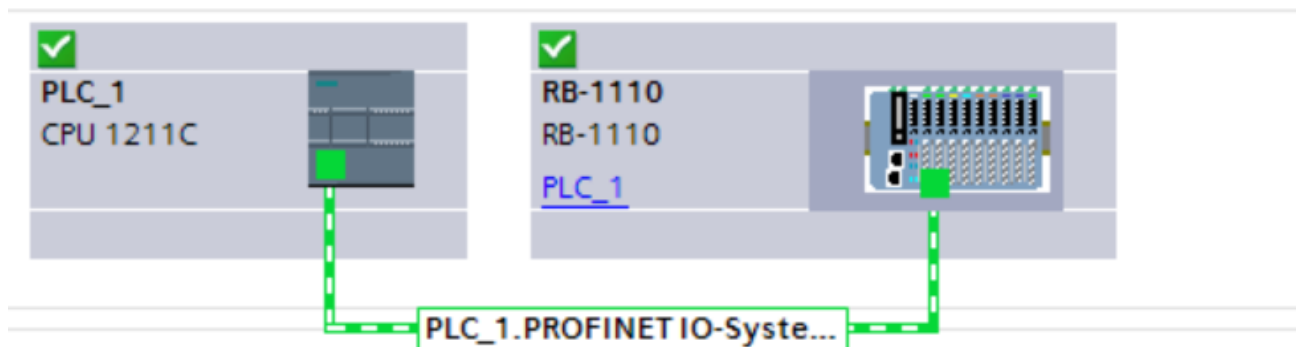 PLC_1
CPU 1211C
RB-1110
RB-1110
PLC_1
PLC_1.PROFINET IO-Syste...